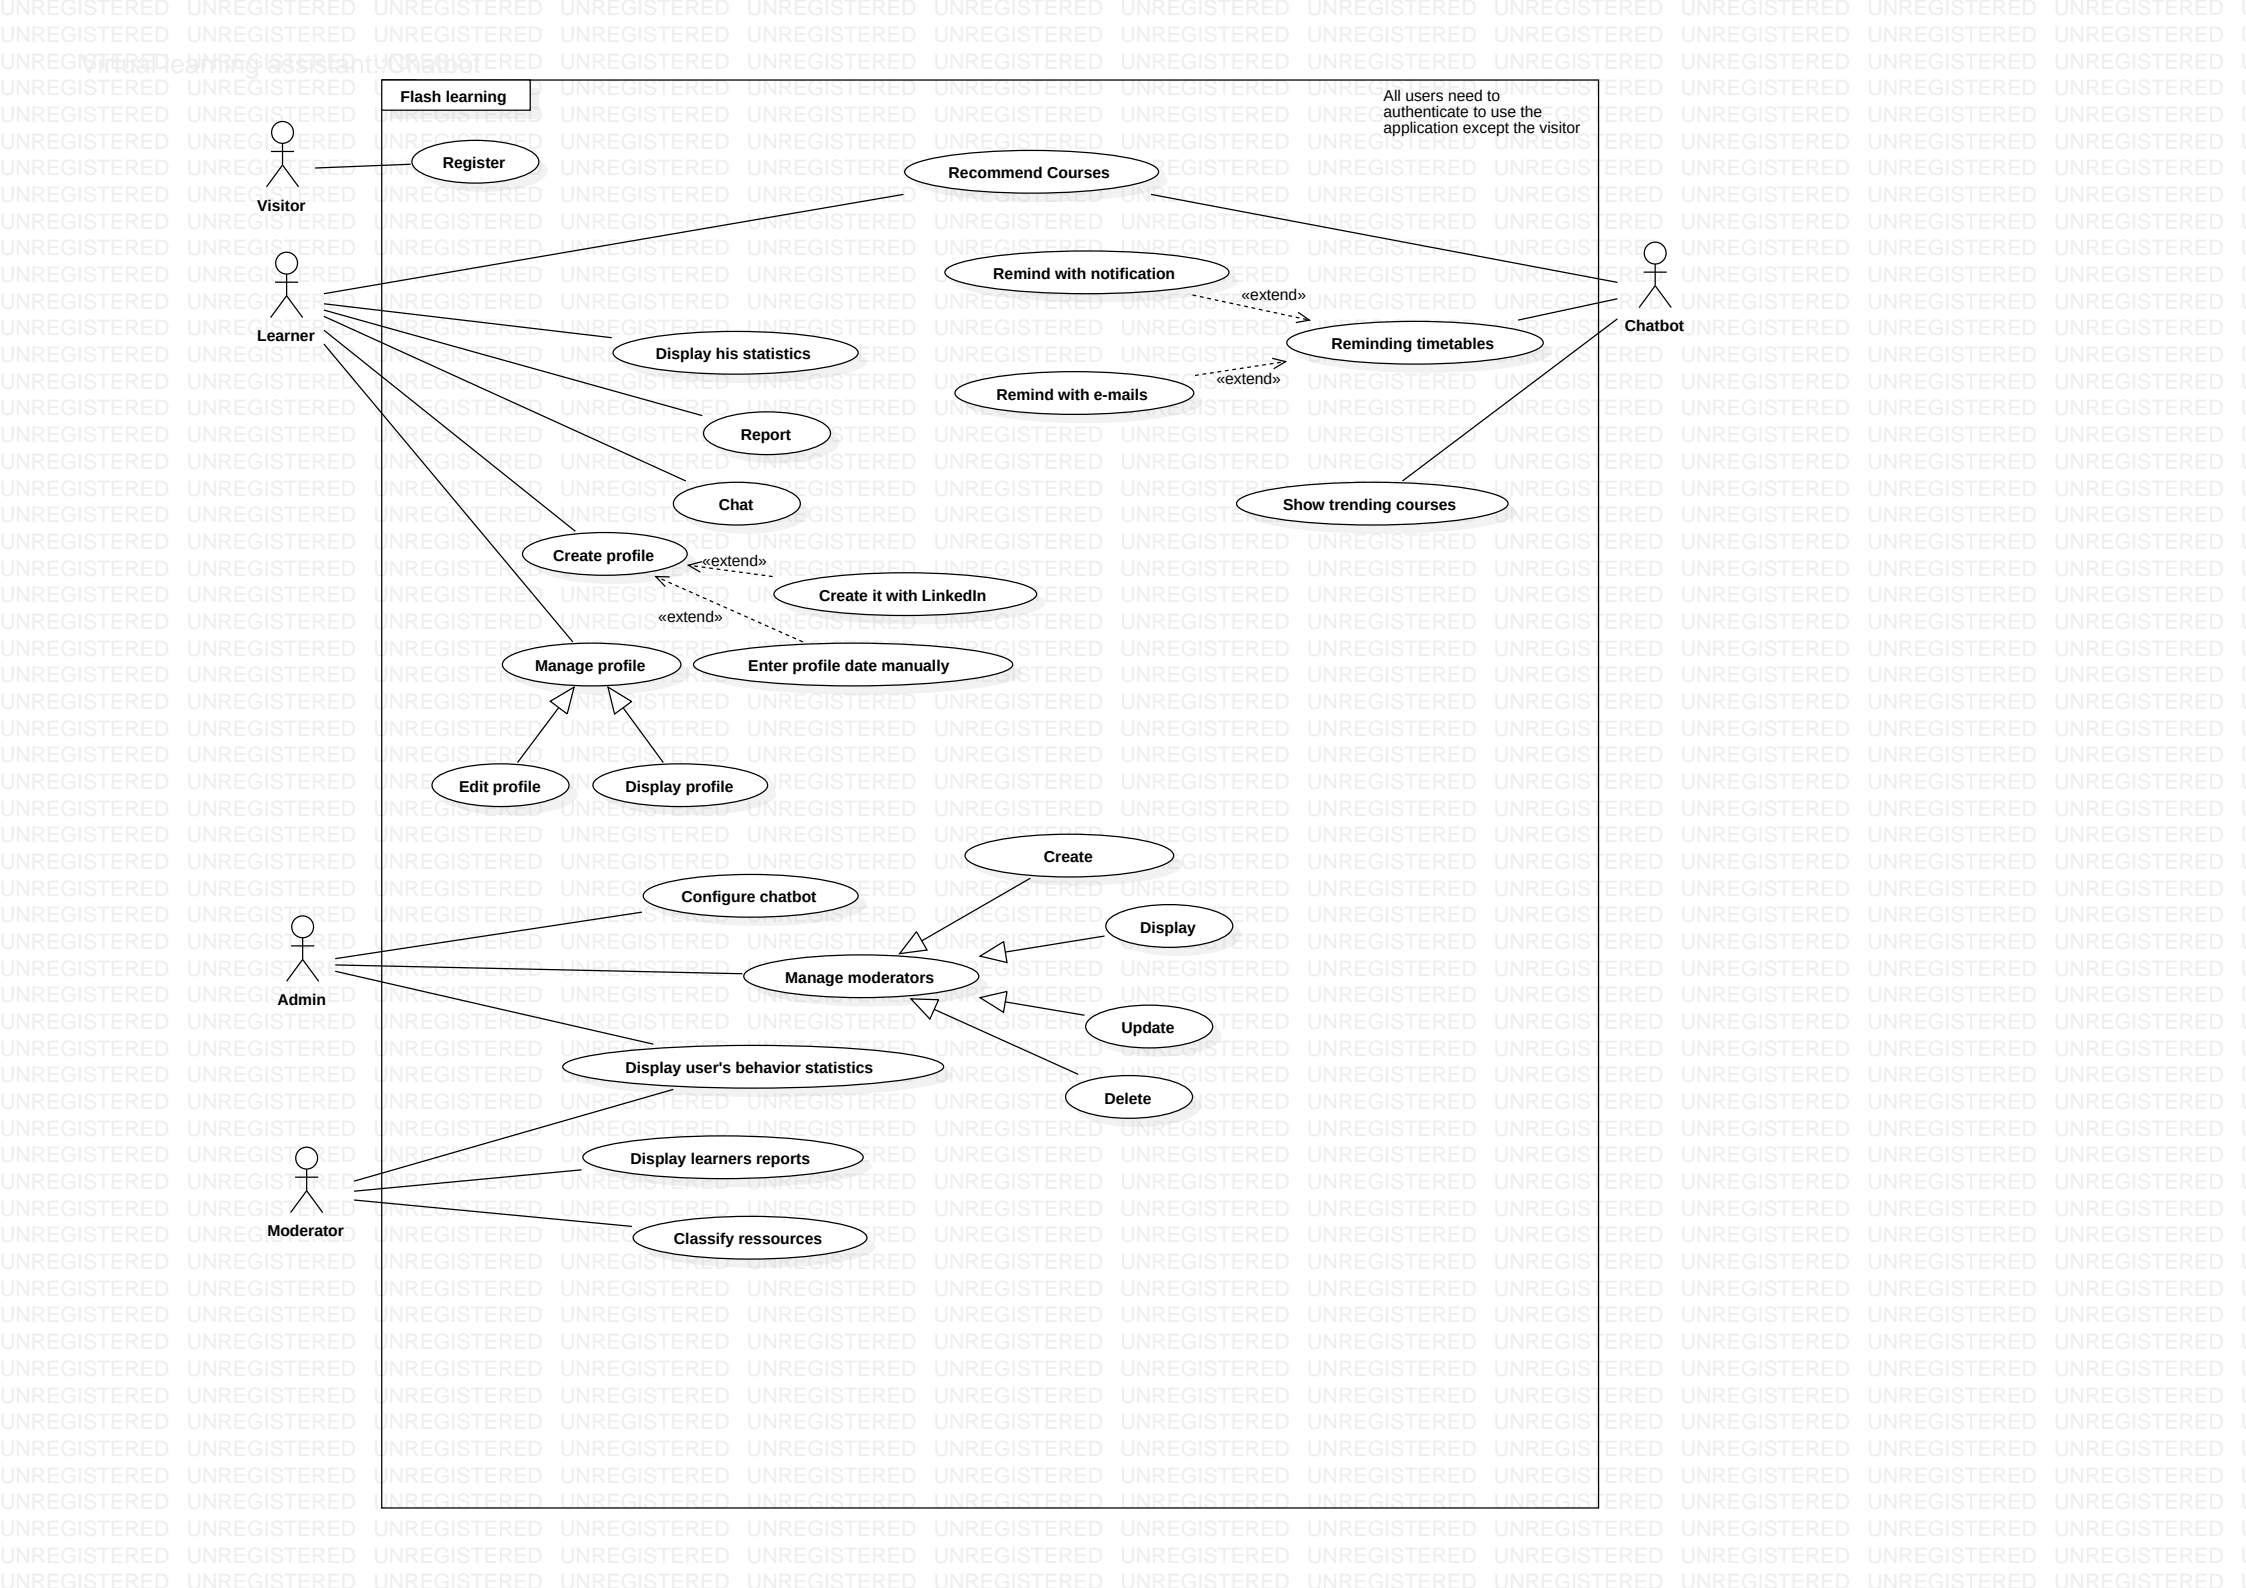 Virtual learning assistant : Chatbot
Flash learning
All users need to
authenticate to use the
application except the visitor
Register
Recommend Courses
Visitor
Remind with notification
«extend»
Learner
Chatbot
Display his statistics
Reminding timetables
«extend»
Remind with e-mails
Report
Chat
Show trending courses
Create profile
«extend»
Create it with LinkedIn
«extend»
Manage profile
Enter profile date manually
Edit profile
Display profile
Create
Configure chatbot
Display
Manage moderators
Admin
Update
Display user's behavior statistics
Delete
Display learners reports
Moderator
Classify ressources
UNREGISTERED